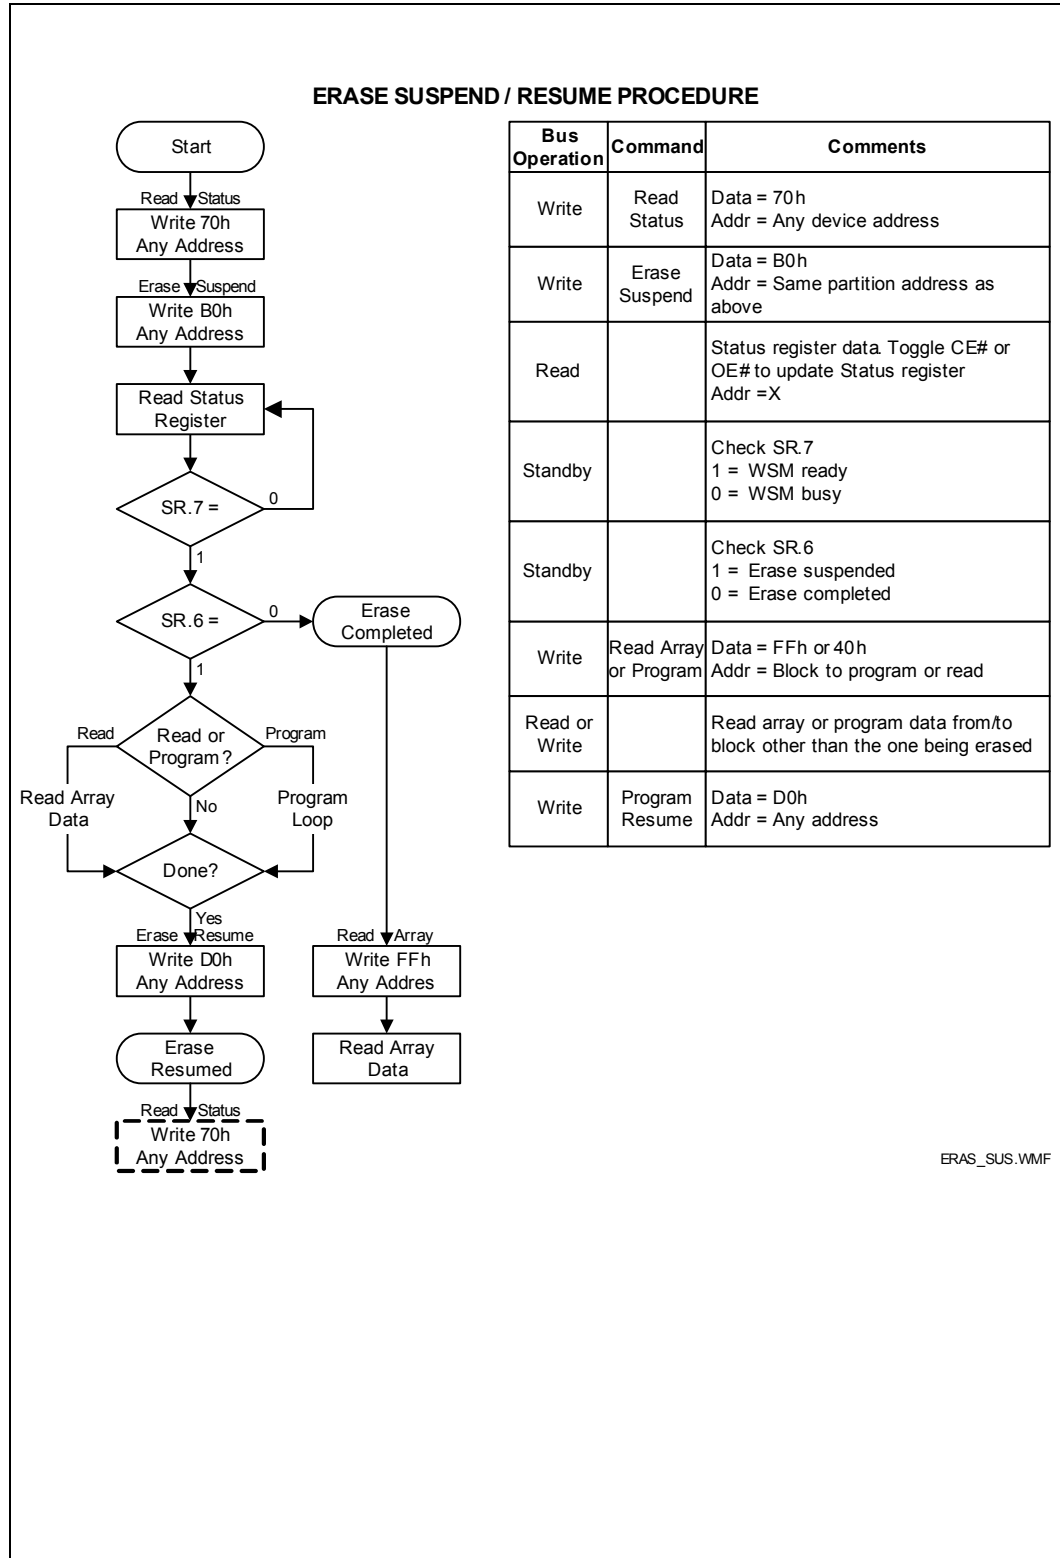 ERASE SUSPEND / RESUME PROCEDURE
Start
Read Status
Write 70h
Any Address
Erase Suspend
Write B0h
Any Address
Read Status
Register
SR.7 =
0
1
SR.6 =
0
Erase
Completed
1
Read
Read or
Program?
Program
Read Array
Data
No
Program
Loop
Done?
Yes
Erase Resume
Write D0h
Any Address
Read Array
Write FFh
Any Addres
Erase
Resumed
Read Array
Data
Read Status
Write 70h
Any Address
Bus
Operation
Command
Comments
Write
Read
Status
Data = 70h
Addr = Any device address
Write
Erase
Suspend
Data = B0h
Addr = Same partition address as
above
Read
Status register data. Toggle CE# or
OE# to update Status register
Addr =X
Standby
Check SR.7
1 = WSM ready
0 = WSM busy
Standby
Check SR.6
1 = Erase suspended
0 = Erase completed
Write
Read Array
or Program
Data = FFh or 40h
Addr = Block to program or read
Read or
Write
Read array or program data from/to
block other than the one being erased
Write
Program
Resume
Data = D0h
Addr = Any address
ERAS_SUS.WMF